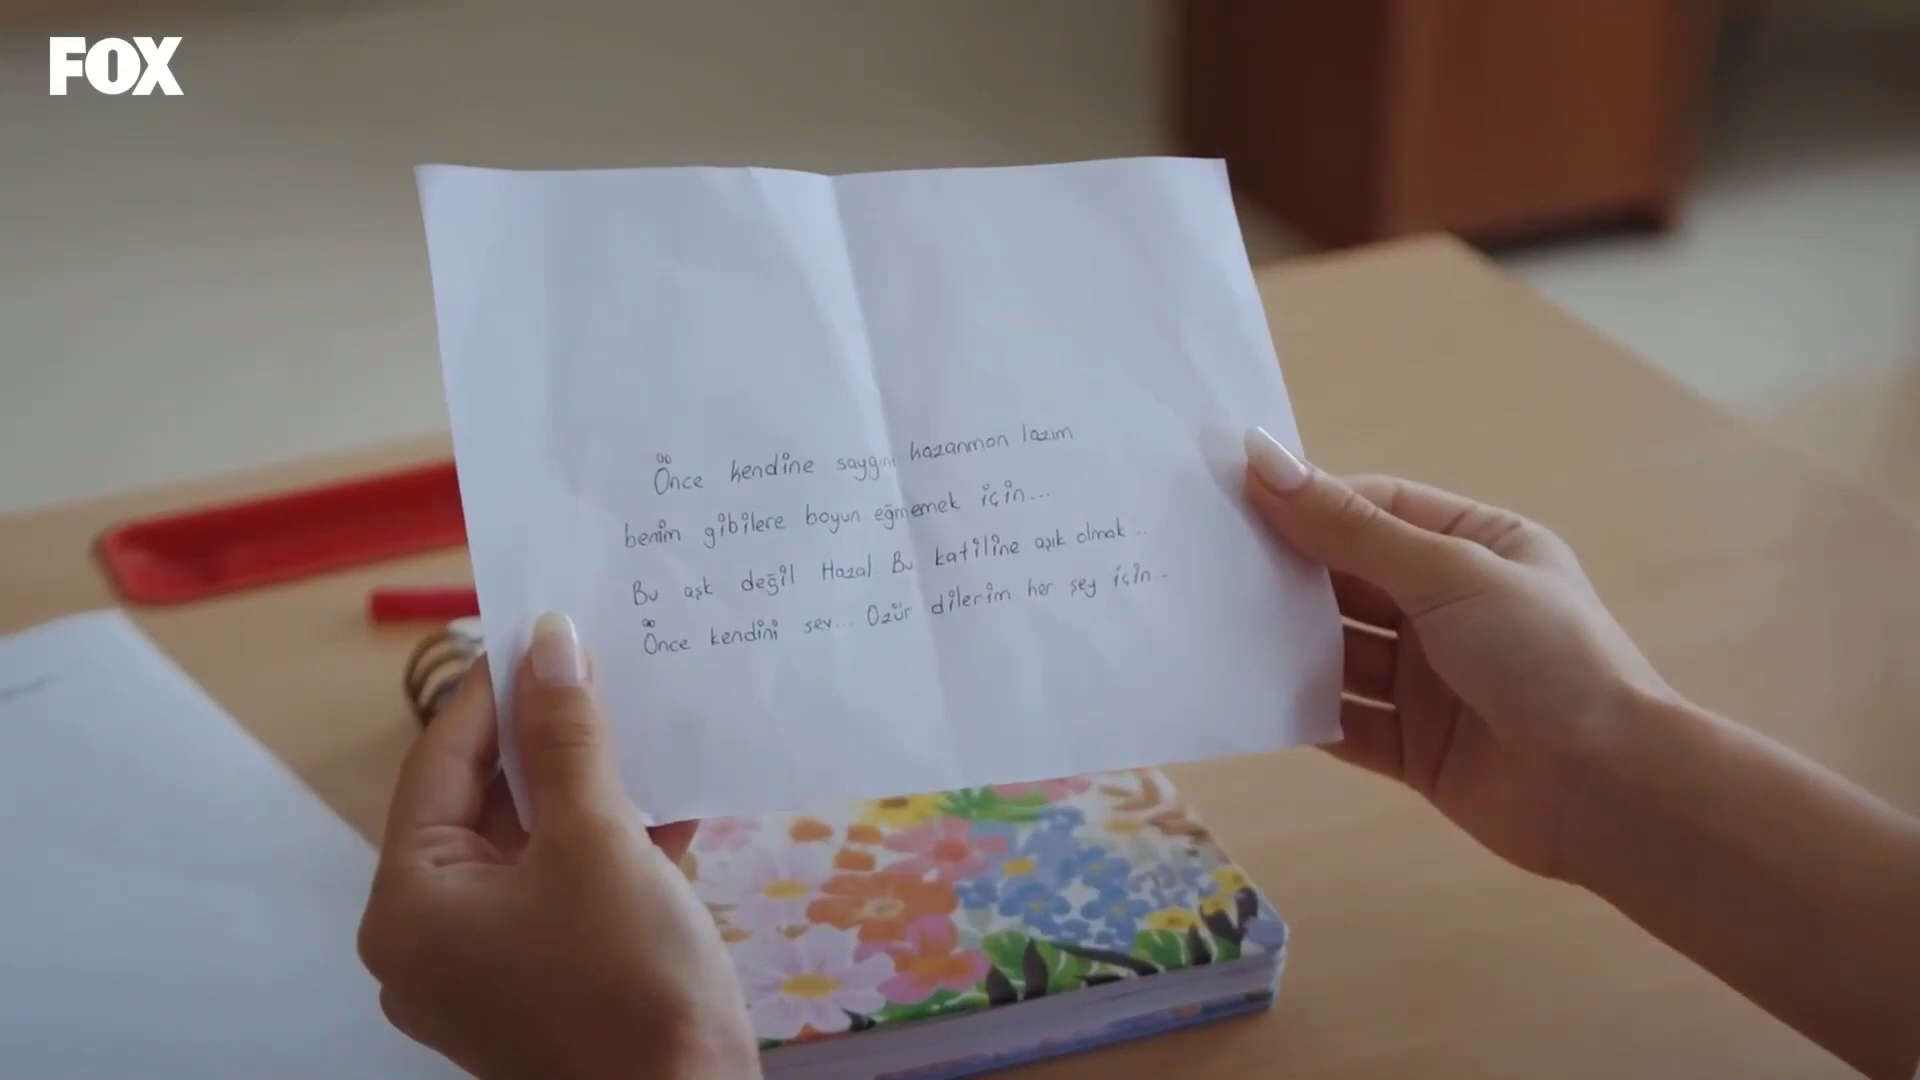 FOX
Önce kendine saygını kazanman lazım
benim gibilere boyun eğmemek için...
Bu aşk değil Hazal. Bu katiline aşık olmak...
Önce kendini sev... Özür dilerim her şey için...